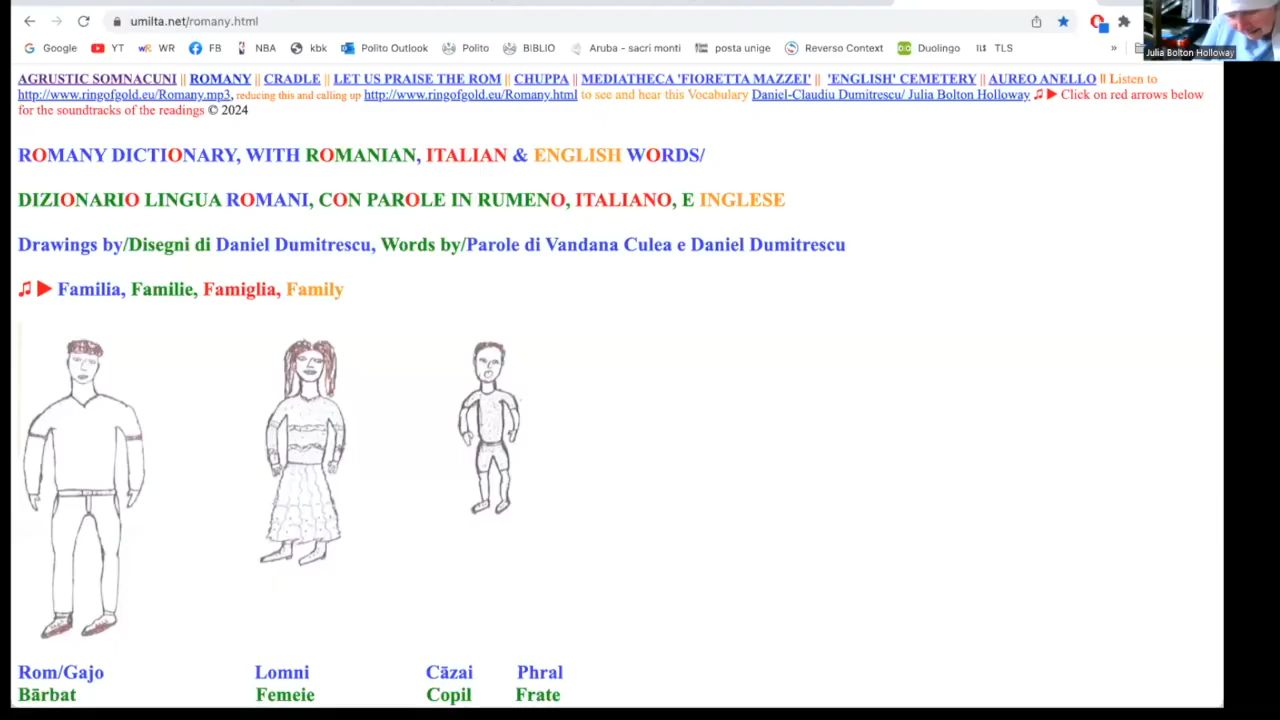 umilta.net/romany.html
Google YT WR FB NBA kbk Polito Outlook Polito BIBLIO Aruba - sacri monti posta unige Reverso Context Duolingo TLS »
Julia Bolton Holloway
AGRUSTIC SOMNACUNI || ROMANY || CRADLE || LET US PRAISE THE ROM || CHUPPA || MEDIATHECA 'FIORETTA MAZZEI' || 'ENGLISH' CEMETERY || AUREO ANELLO || Listen to
http://www.ringofgold.eu/Romany.mp3, reducing this and calling up http://www.ringofgold.eu/Romany.html to see and hear this Vocabulary Daniel-Claudiu Dumitrescu/ Julia Bolton Holloway ♫ ▶ Click on red arrows below
for the soundtracks of the readings © 2024
ROMANY DICTIONARY, WITH ROMANIAN, ITALIAN & ENGLISH WORDS/
DIZIONARIO LINGUA ROMANI, CON PAROLE IN RUMENO, ITALIANO, E INGLESE
Drawings by/Disegni di Daniel Dumitrescu, Words by/Parole di Vandana Culea e Daniel Dumitrescu
♫ ▶ Familia, Familie, Famiglia, Family
Rom/Gajo Lomni Cāzai Phral
Bārbat Femeie Copil Frate